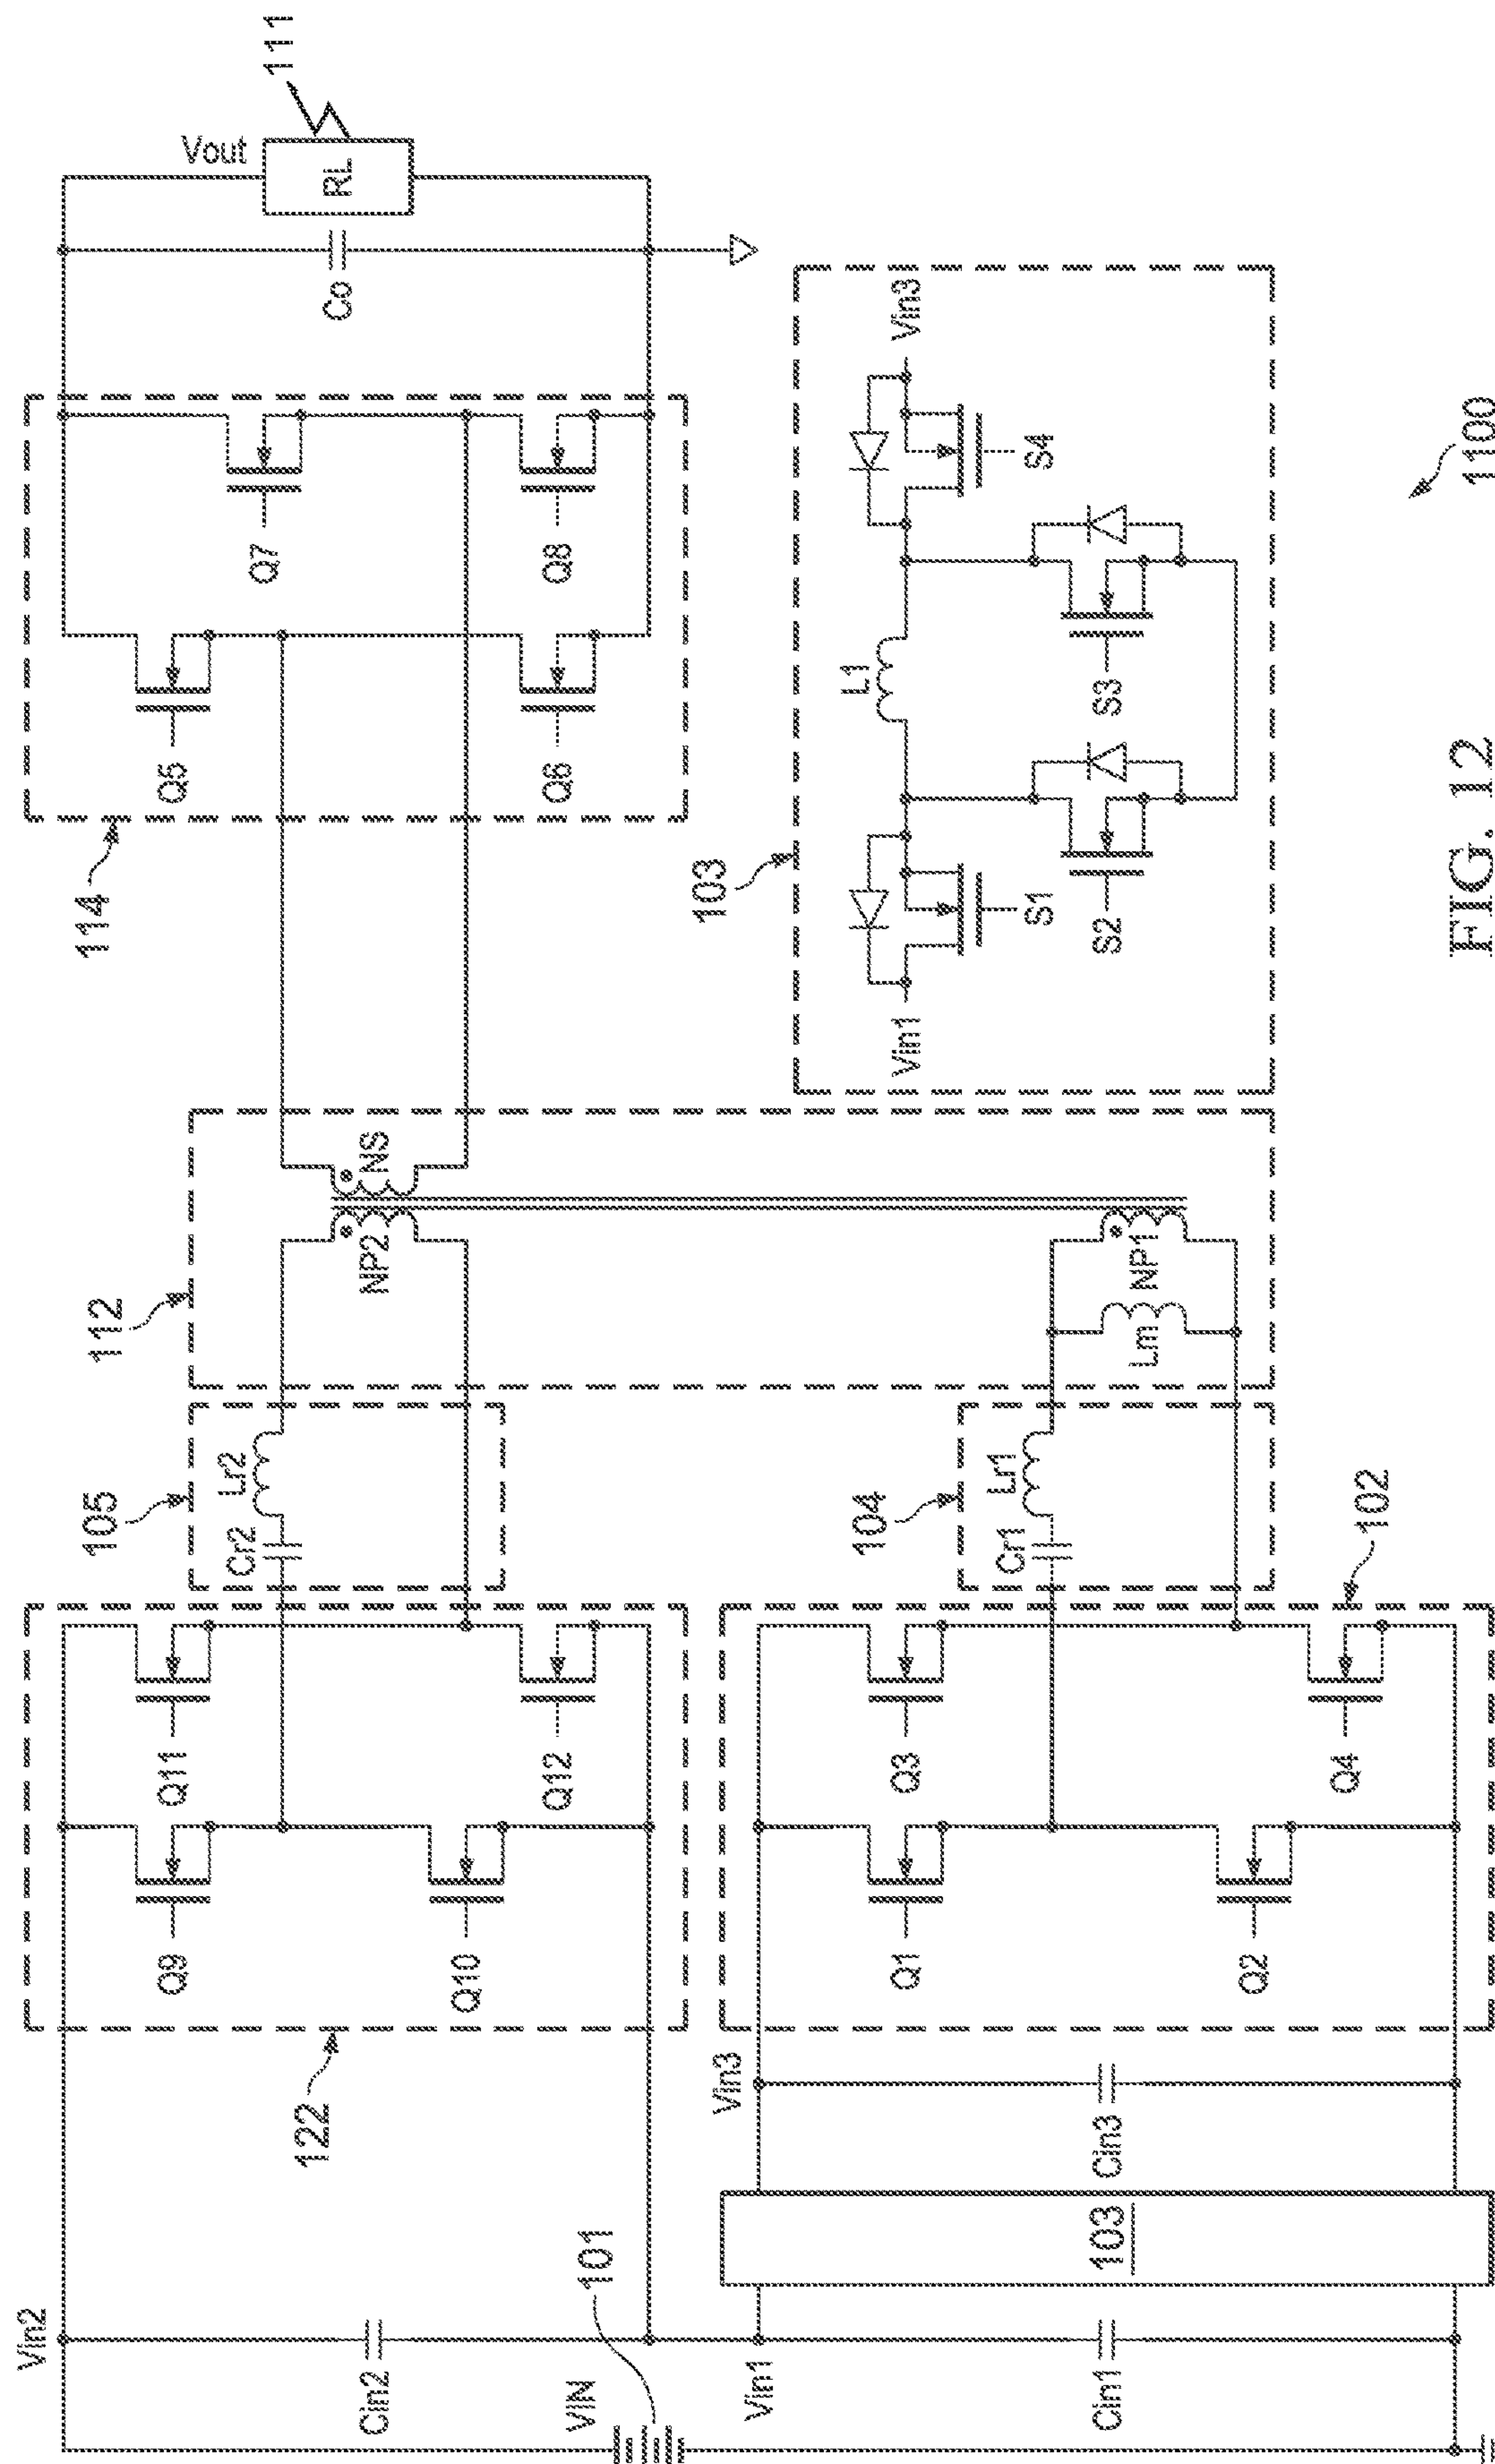 Vin2
Cin2
VIN
101
Vin1
Cin1
103
Vin3
Cin3
122
Q9
Q10
Q11
Q12
Q1
Q2
Q3
Q4
102
105
Cr2
Lr2
104
Cr1
Lr1
112
NP2
NS
Lm
NP1
114
Q5
Q6
Q7
Q8
Co
Vout
RL
111
103
Vin1
S1
S2
L1
S3
S4
Vin3
1100
FIG. 12